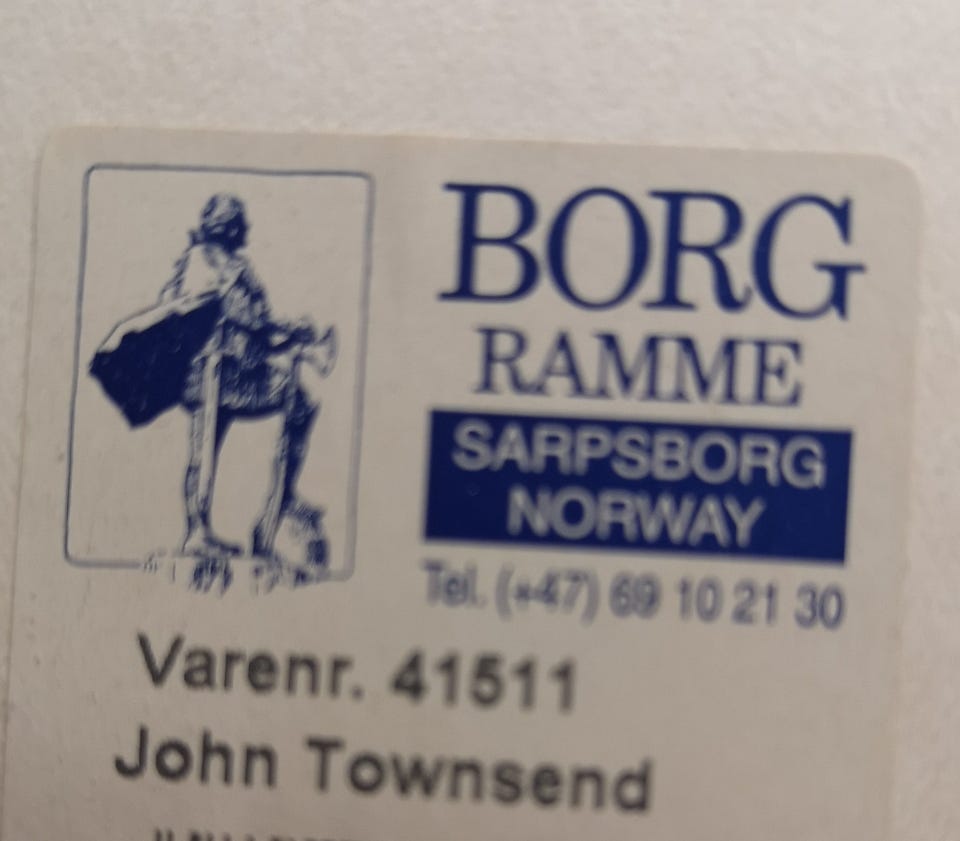 BORG
RAMME
SARPSBORG
NORWAY
Tel. (+47) 69 10 21 30
Varenr. 41511
John Townsend